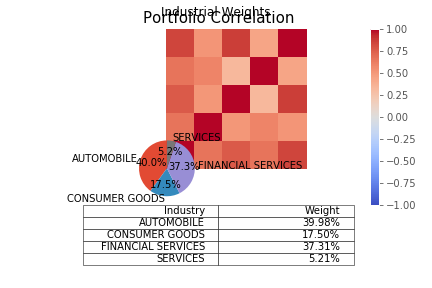 Industrial Weights
Portfolio Correlation
1.00
0.75
0.50
0.25
0.00
−0.25
−0.50
−0.75
−1.00
SERVICES
5.2%
AUTOMOBILE
40.0%
37.3%
FINANCIAL SERVICES
17.5%
CONSUMER GOODS
Industry Weight
AUTOMOBILE 39.98%
CONSUMER GOODS 17.50%
FINANCIAL SERVICES 37.31%
SERVICES 5.21%